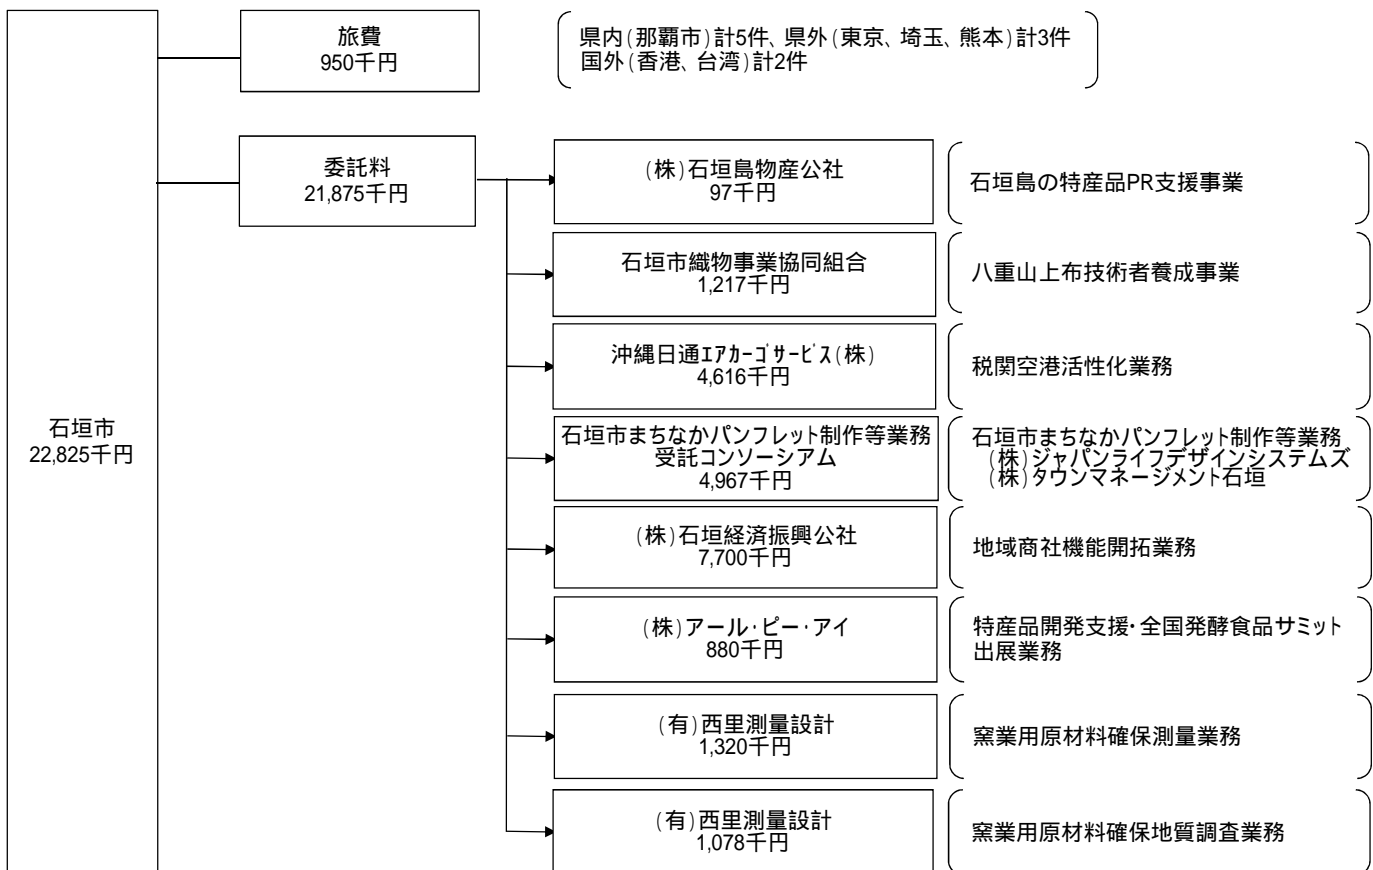 旅費
950千円
県内(那覇市)計5件、県外(東京、埼玉、熊本)計3件
国外(香港、台湾)計2件
委託料
21,875千円
(株)石垣島物産公社
97千円
石垣島の特産品PR支援事業
石垣市織物事業協同組合
1,217千円
八重山上布技術者養成事業
沖縄日通ｴｱｶｰｺﾞｻｰﾋﾞｽ(株)
4,616千円
税関空港活性化業務
石垣市
22,825千円
石垣市まちなかパンフレット制作等業務
受託コンソーシアム
4,967千円
石垣市まちなかパンフレット制作等業務
(株)ジャパンライフデザインシステムズ
(株)タウンマネージメント石垣
(株)石垣経済振興公社
7,700千円
地域商社機能開拓業務
(株)アール・ピー・アイ
880千円
特産品開発支援・全国発酵食品サミット
出展業務
(有)西里測量設計
1,320千円
窯業用原材料確保測量業務
(有)西里測量設計
1,078千円
窯業用原材料確保地質調査業務